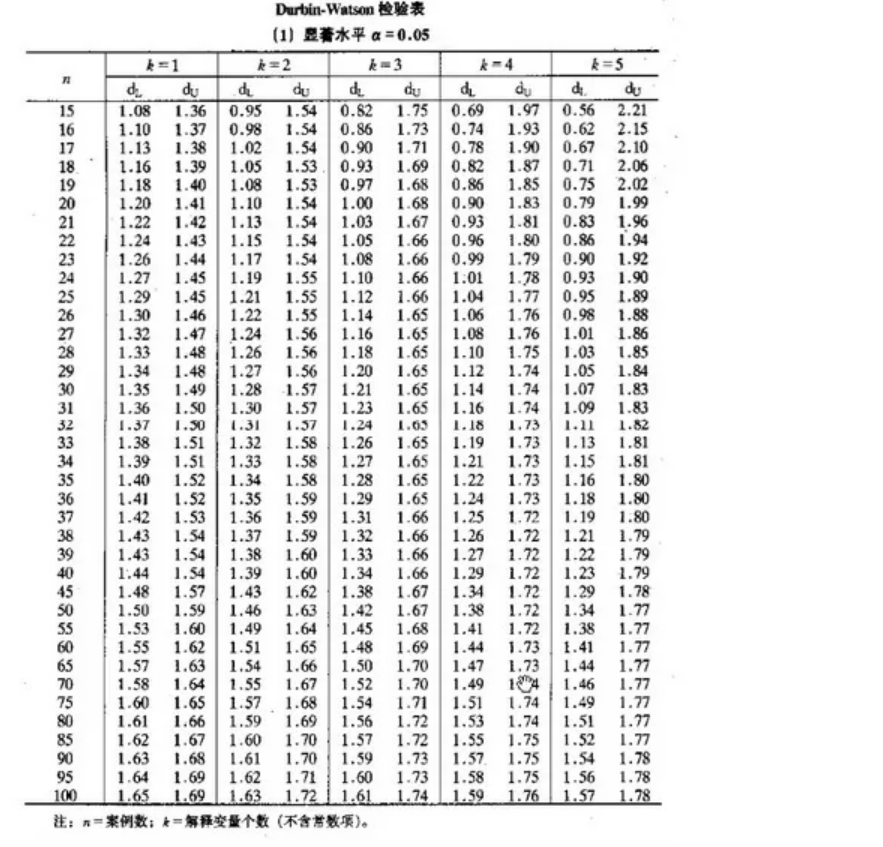 Durbin-Watson 检验表
(1) 显著水平 α=0.05
n k=1 k=2 k=3 k=4 k=5
dL dU dL dU dL dU dL dU dL dU
15 1.08 1.36 0.95 1.54 0.82 1.75 0.69 1.97 0.56 2.21
16 1.10 1.37 0.98 1.54 0.86 1.73 0.74 1.93 0.62 2.15
17 1.13 1.38 1.02 1.54 0.90 1.71 0.78 1.90 0.67 2.10
18 1.16 1.39 1.05 1.53 0.93 1.69 0.82 1.87 0.71 2.06
19 1.18 1.40 1.08 1.53 0.97 1.68 0.86 1.85 0.75 2.02
20 1.20 1.41 1.10 1.54 1.00 1.68 0.90 1.83 0.79 1.99
21 1.22 1.42 1.13 1.54 1.03 1.67 0.93 1.81 0.83 1.96
22 1.24 1.43 1.15 1.54 1.05 1.66 0.96 1.80 0.86 1.94
23 1.26 1.44 1.17 1.54 1.08 1.66 0.99 1.79 0.90 1.92
24 1.27 1.45 1.19 1.55 1.10 1.66 1.01 1.78 0.93 1.90
25 1.29 1.45 1.21 1.55 1.12 1.66 1.04 1.77 0.95 1.89
26 1.30 1.46 1.22 1.55 1.14 1.65 1.06 1.76 0.98 1.88
27 1.32 1.47 1.24 1.56 1.16 1.65 1.08 1.76 1.01 1.86
28 1.33 1.48 1.26 1.56 1.18 1.65 1.10 1.75 1.03 1.85
29 1.34 1.48 1.27 1.56 1.20 1.65 1.12 1.74 1.05 1.84
30 1.35 1.49 1.28 1.57 1.21 1.65 1.14 1.74 1.07 1.83
31 1.36 1.50 1.30 1.57 1.23 1.65 1.16 1.74 1.09 1.83
32 1.37 1.50 1.31 1.57 1.24 1.65 1.18 1.73 1.11 1.82
33 1.38 1.51 1.32 1.58 1.26 1.65 1.19 1.73 1.13 1.81
34 1.39 1.51 1.33 1.58 1.27 1.65 1.21 1.73 1.15 1.81
35 1.40 1.52 1.34 1.58 1.28 1.65 1.22 1.73 1.16 1.80
36 1.41 1.52 1.35 1.59 1.29 1.65 1.24 1.73 1.18 1.80
37 1.42 1.53 1.36 1.59 1.31 1.66 1.25 1.72 1.19 1.80
38 1.43 1.54 1.37 1.59 1.32 1.66 1.26 1.72 1.21 1.79
39 1.43 1.54 1.38 1.60 1.33 1.66 1.27 1.72 1.22 1.79
40 1.44 1.54 1.39 1.60 1.34 1.66 1.29 1.72 1.23 1.79
45 1.48 1.57 1.43 1.62 1.38 1.67 1.34 1.72 1.29 1.78
50 1.50 1.59 1.46 1.63 1.42 1.67 1.38 1.72 1.34 1.77
55 1.53 1.60 1.49 1.64 1.45 1.68 1.41 1.72 1.38 1.77
60 1.55 1.62 1.51 1.65 1.48 1.69 1.44 1.73 1.41 1.77
65 1.57 1.63 1.54 1.66 1.50 1.70 1.47 1.73 1.44 1.77
70 1.58 1.64 1.55 1.67 1.52 1.70 1.49 1.46 1.77
75 1.60 1.65 1.57 1.68 1.54 1.71 1.51 1.74 1.49 1.77
80 1.61 1.66 1.59 1.69 1.56 1.72 1.53 1.74 1.51 1.77
85 1.62 1.67 1.60 1.70 1.57 1.72 1.55 1.75 1.52 1.77
90 1.63 1.68 1.61 1.70 1.59 1.73 1.57 1.75 1.54 1.78
95 1.64 1.69 1.62 1.71 1.60 1.73 1.58 1.75 1.56 1.78
100 1.65 1.69 1.63 1.72 1.61 1.74 1.59 1.76 1.57 1.78
注：n=案例数；k=解释变量个数（不含常数项）。